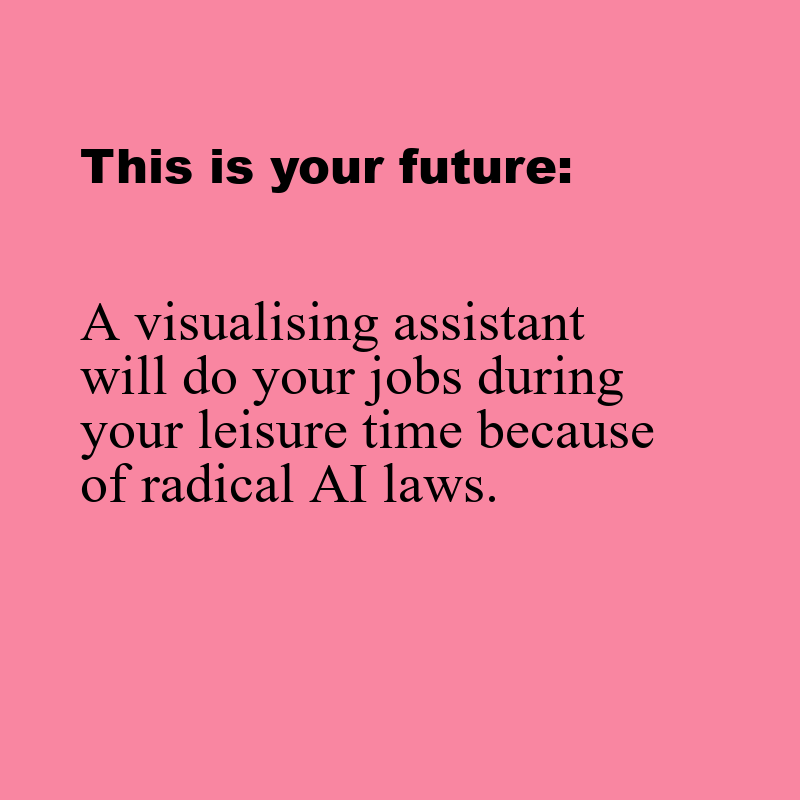 This is your future:
A visualising assistant
will do your jobs during
your leisure time because
of radical AI laws.